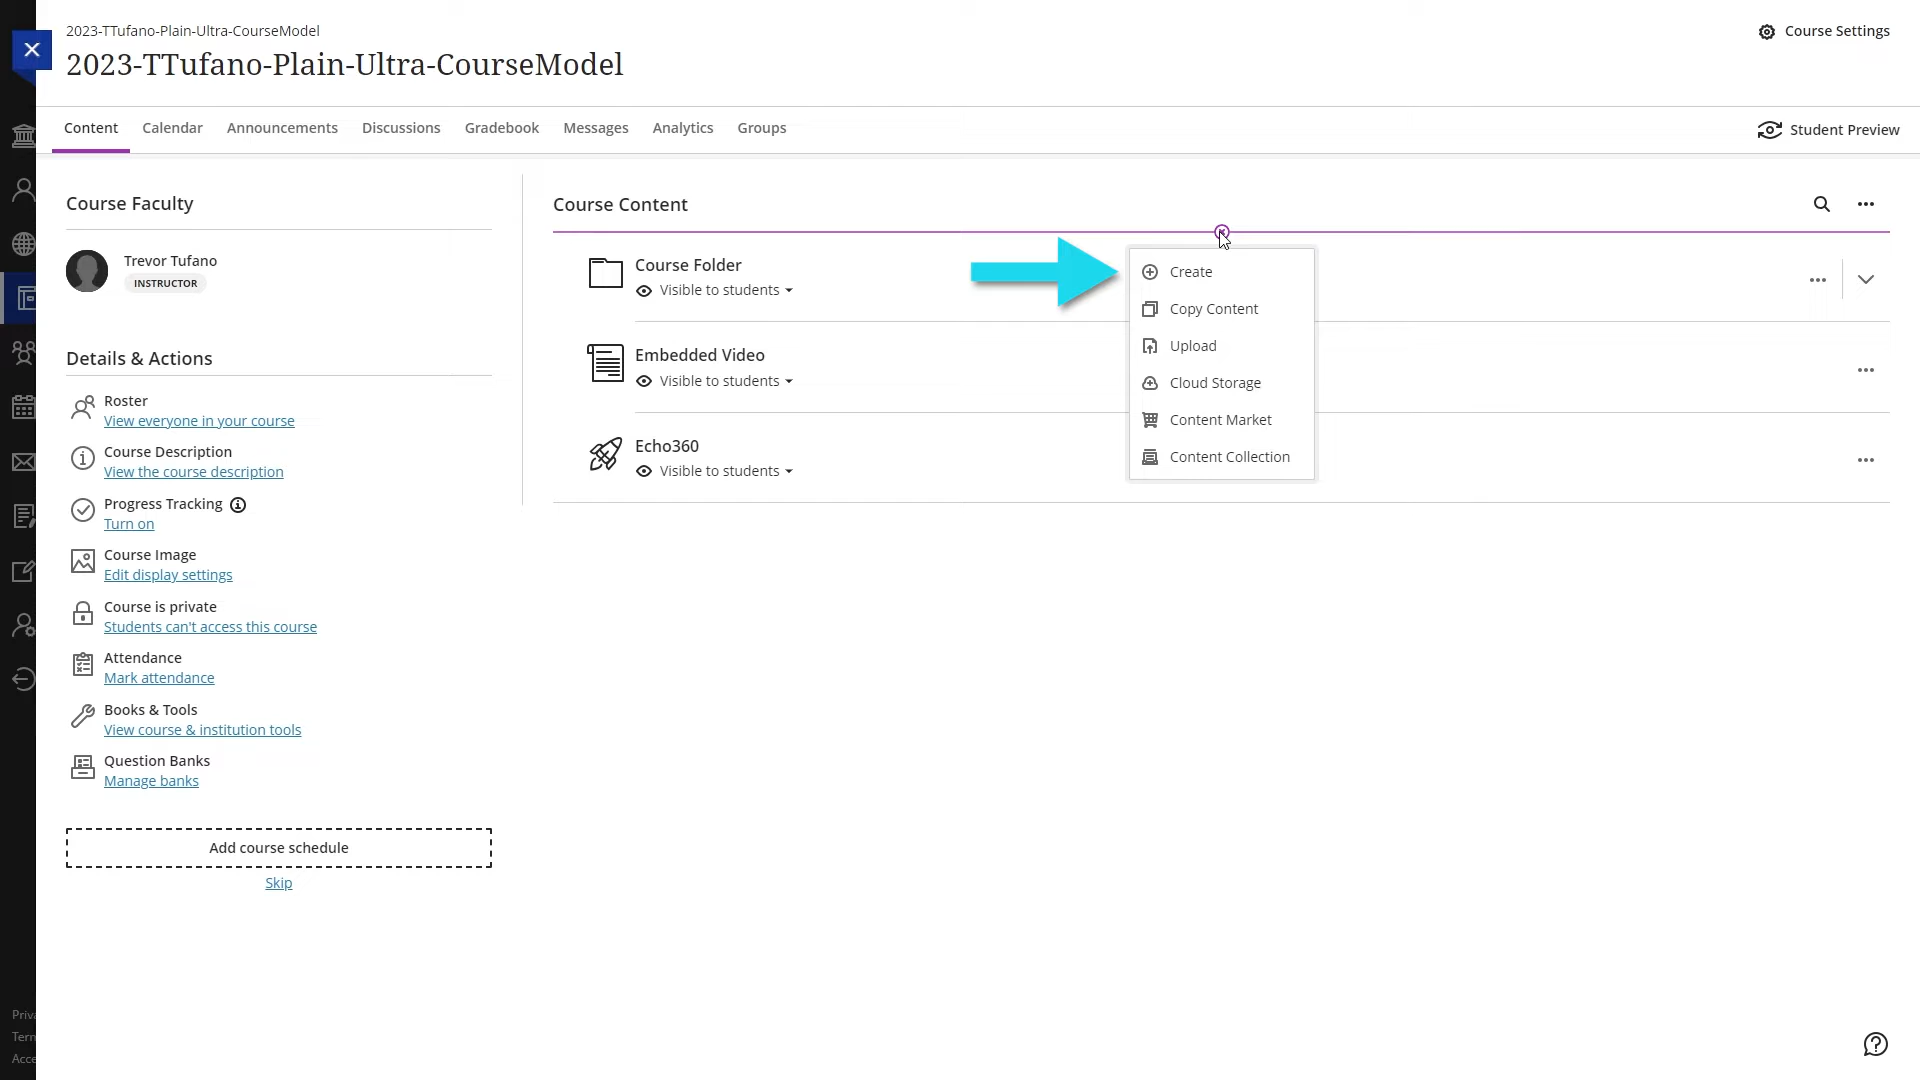 2023-TTufano-Plain-Ultra-CourseModel
Course Settings
2023-TTufano-Plain-Ultra-CourseModel
Content
Calendar
Announcements
Discussions
Gradebook
Messages
Analytics
Groups
Student Preview
Course Faculty
Trevor Tufano
INSTRUCTOR
Details & Actions
Roster
View everyone in your course
Course Description
View the course description
Progress Tracking
Turn on
Course Image
Edit display settings
Course is private
Students can't access this course
Attendance
Mark attendance
Books & Tools
View course & institution tools
Question Banks
Manage banks
Add course schedule
Skip
Course Content
Course Folder
Visible to students
Embedded Video
Visible to students
Echo360
Visible to students
Create
Copy Content
Upload
Cloud Storage
Content Market
Content Collection